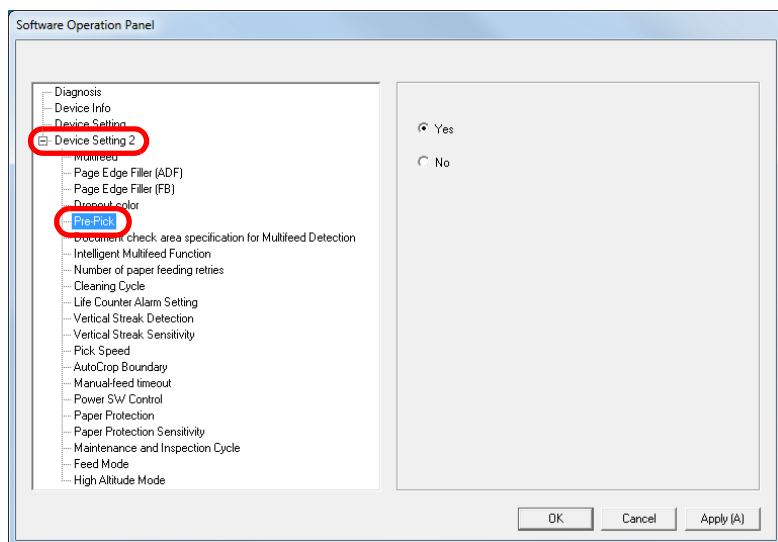 Software Operation Panel
Diagnosis
Device Info
Device Setting
Device Setting 2
Multifeed
Page Edge Filler (ADF)
Page Edge Filler (FB)
Dropout color
Pre-Pick
Document check area specification for Multifeed Detection
Intelligent Multifeed Function
Number of paper feeding retries
Cleaning Cycle
Life Counter Alarm Setting
Vertical Streak Detection
Vertical Streak Sensitivity
Pick Speed
AutoCrop Boundary
Manual-feed timeout
Power SW Control
Paper Protection
Paper Protection Sensitivity
Maintenance and Inspection Cycle
Feed Mode
High Altitude Mode
Yes
No
OK Cancel Apply (A)